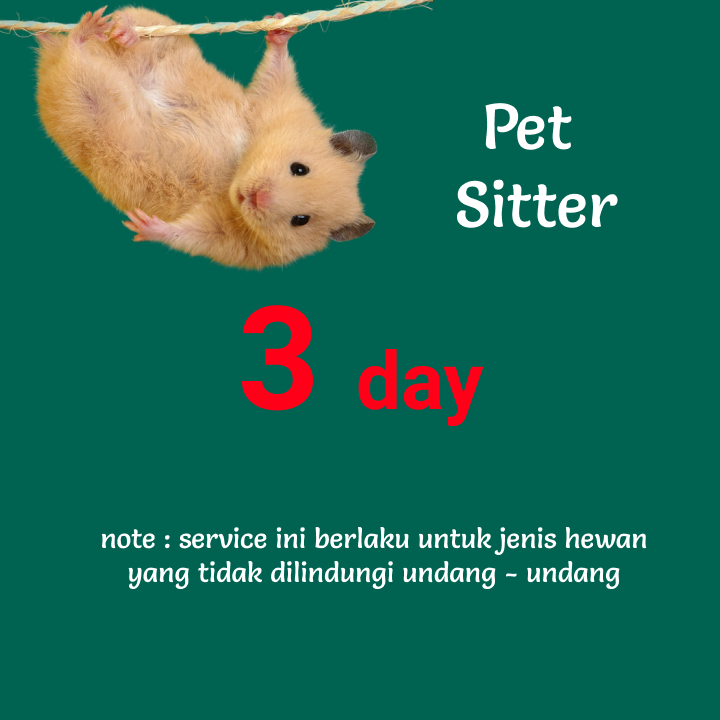 Pet
Sitter
3 day
note : service ini berlaku untuk jenis hewan
yang tidak dilindungi undang - undang